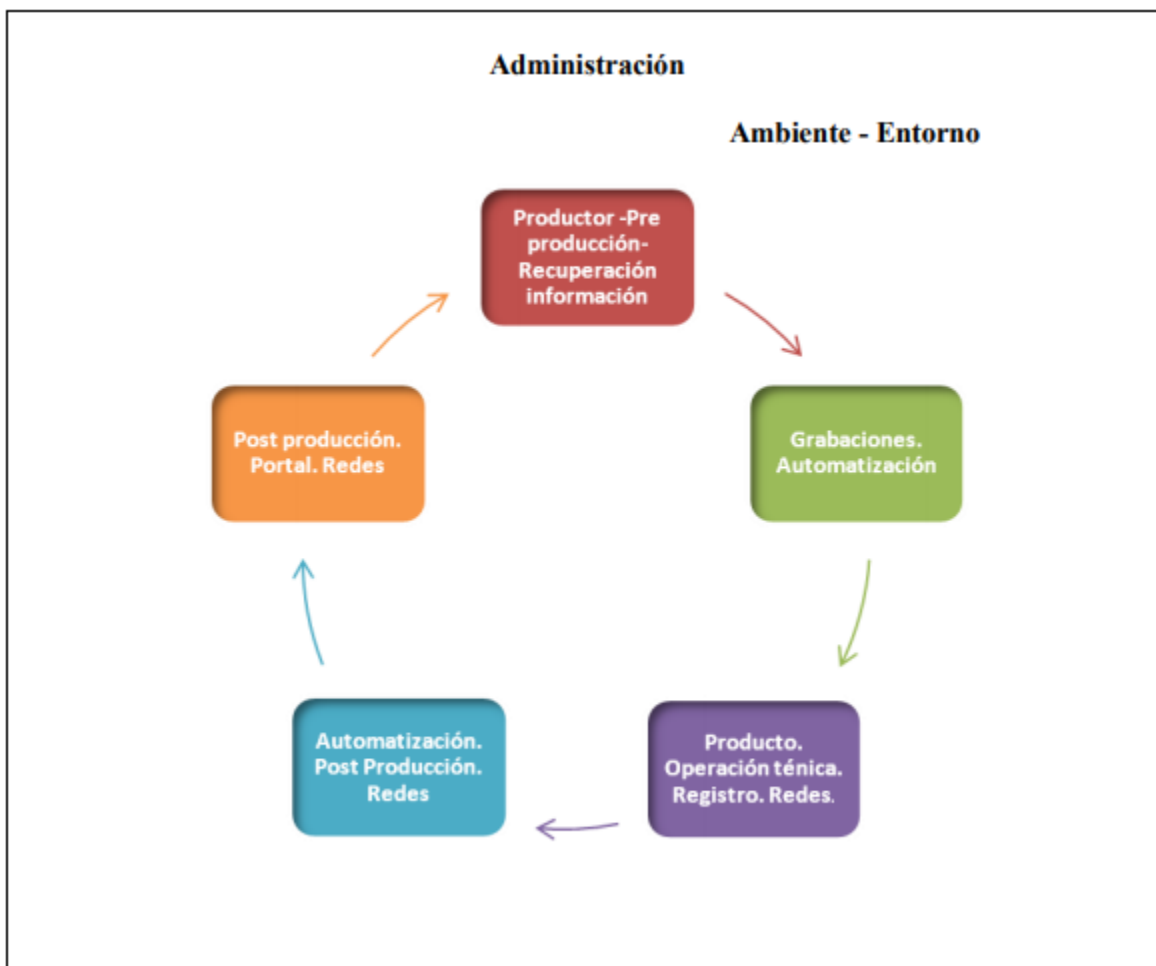 Administración
Ambiente - Entorno
Productor -Pre
producción-
Recuperación
información
Grabaciones.
Automatización
Producto.
Operación ténica.
Registro. Redes.
Automatización.
Post Producción.
Redes
Post producción.
Portal. Redes